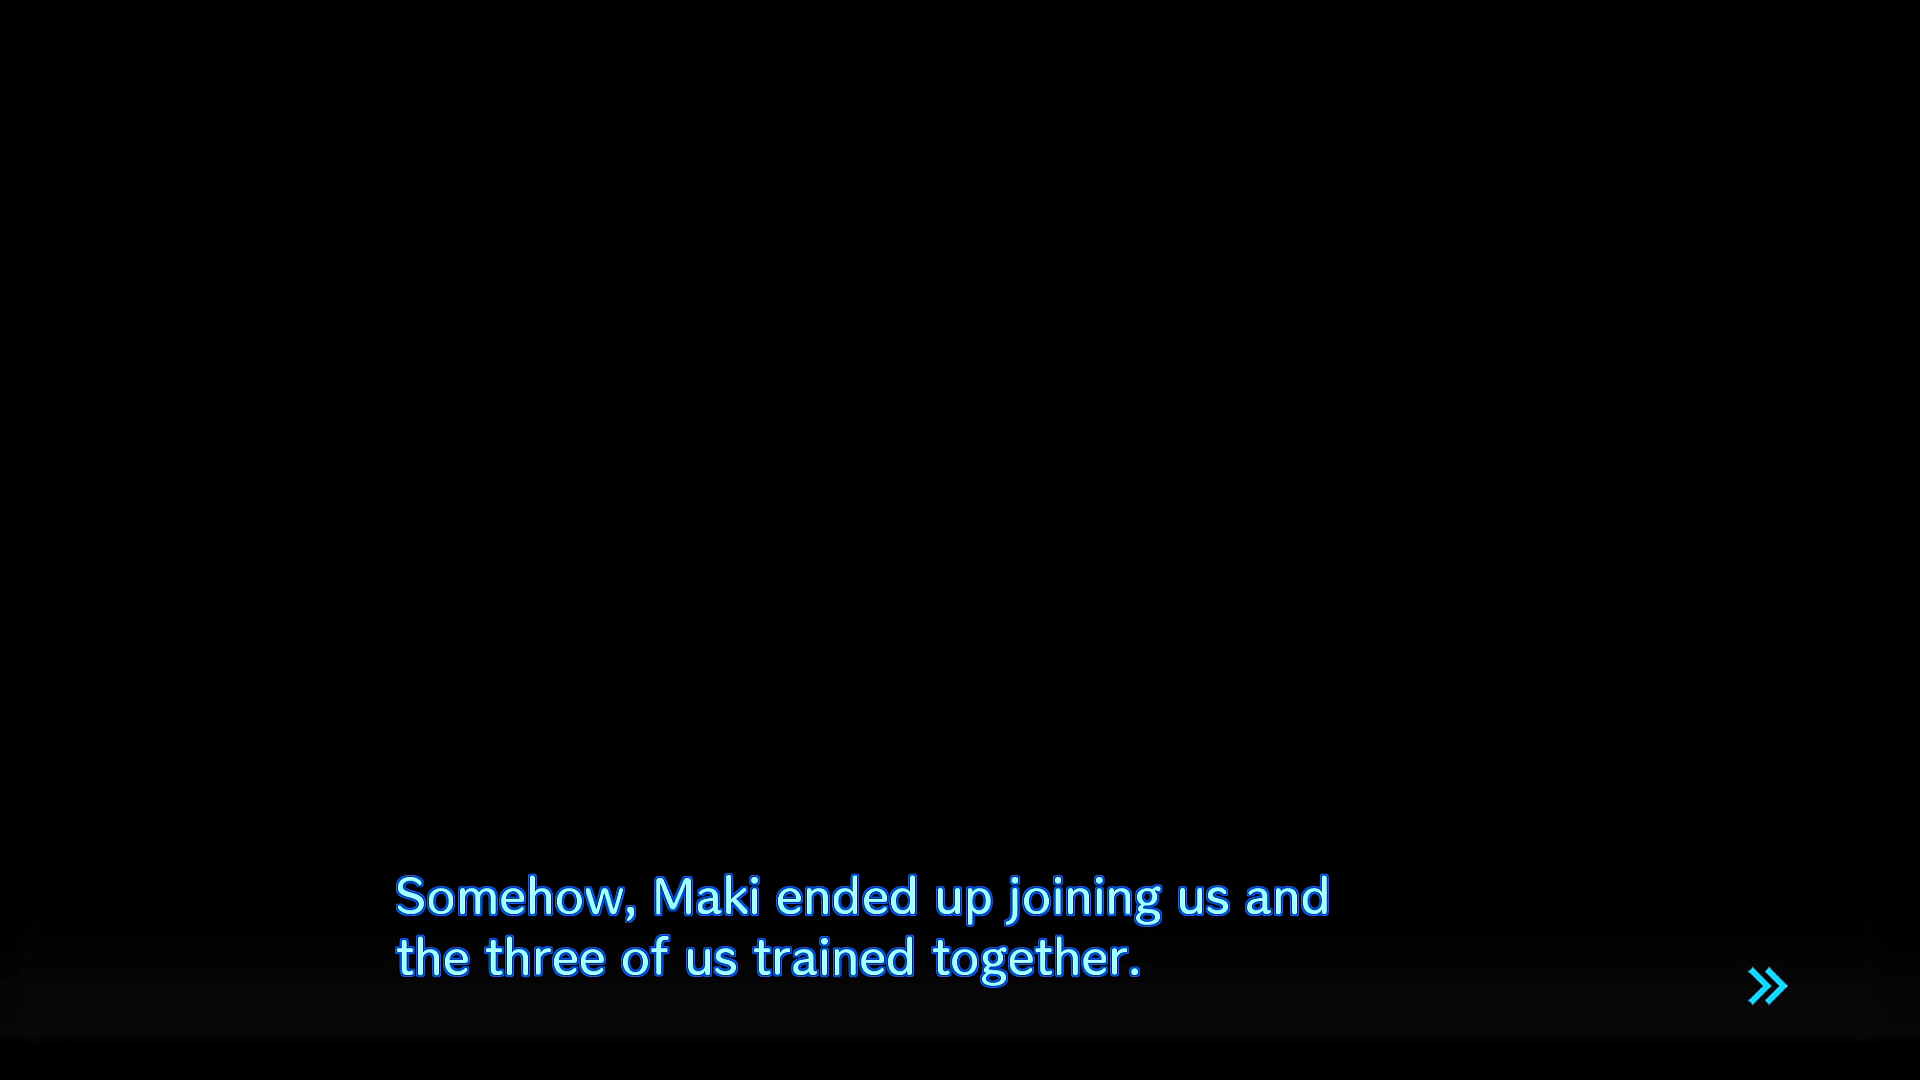 Somehow, Maki ended up joining us and
the three of us trained together.